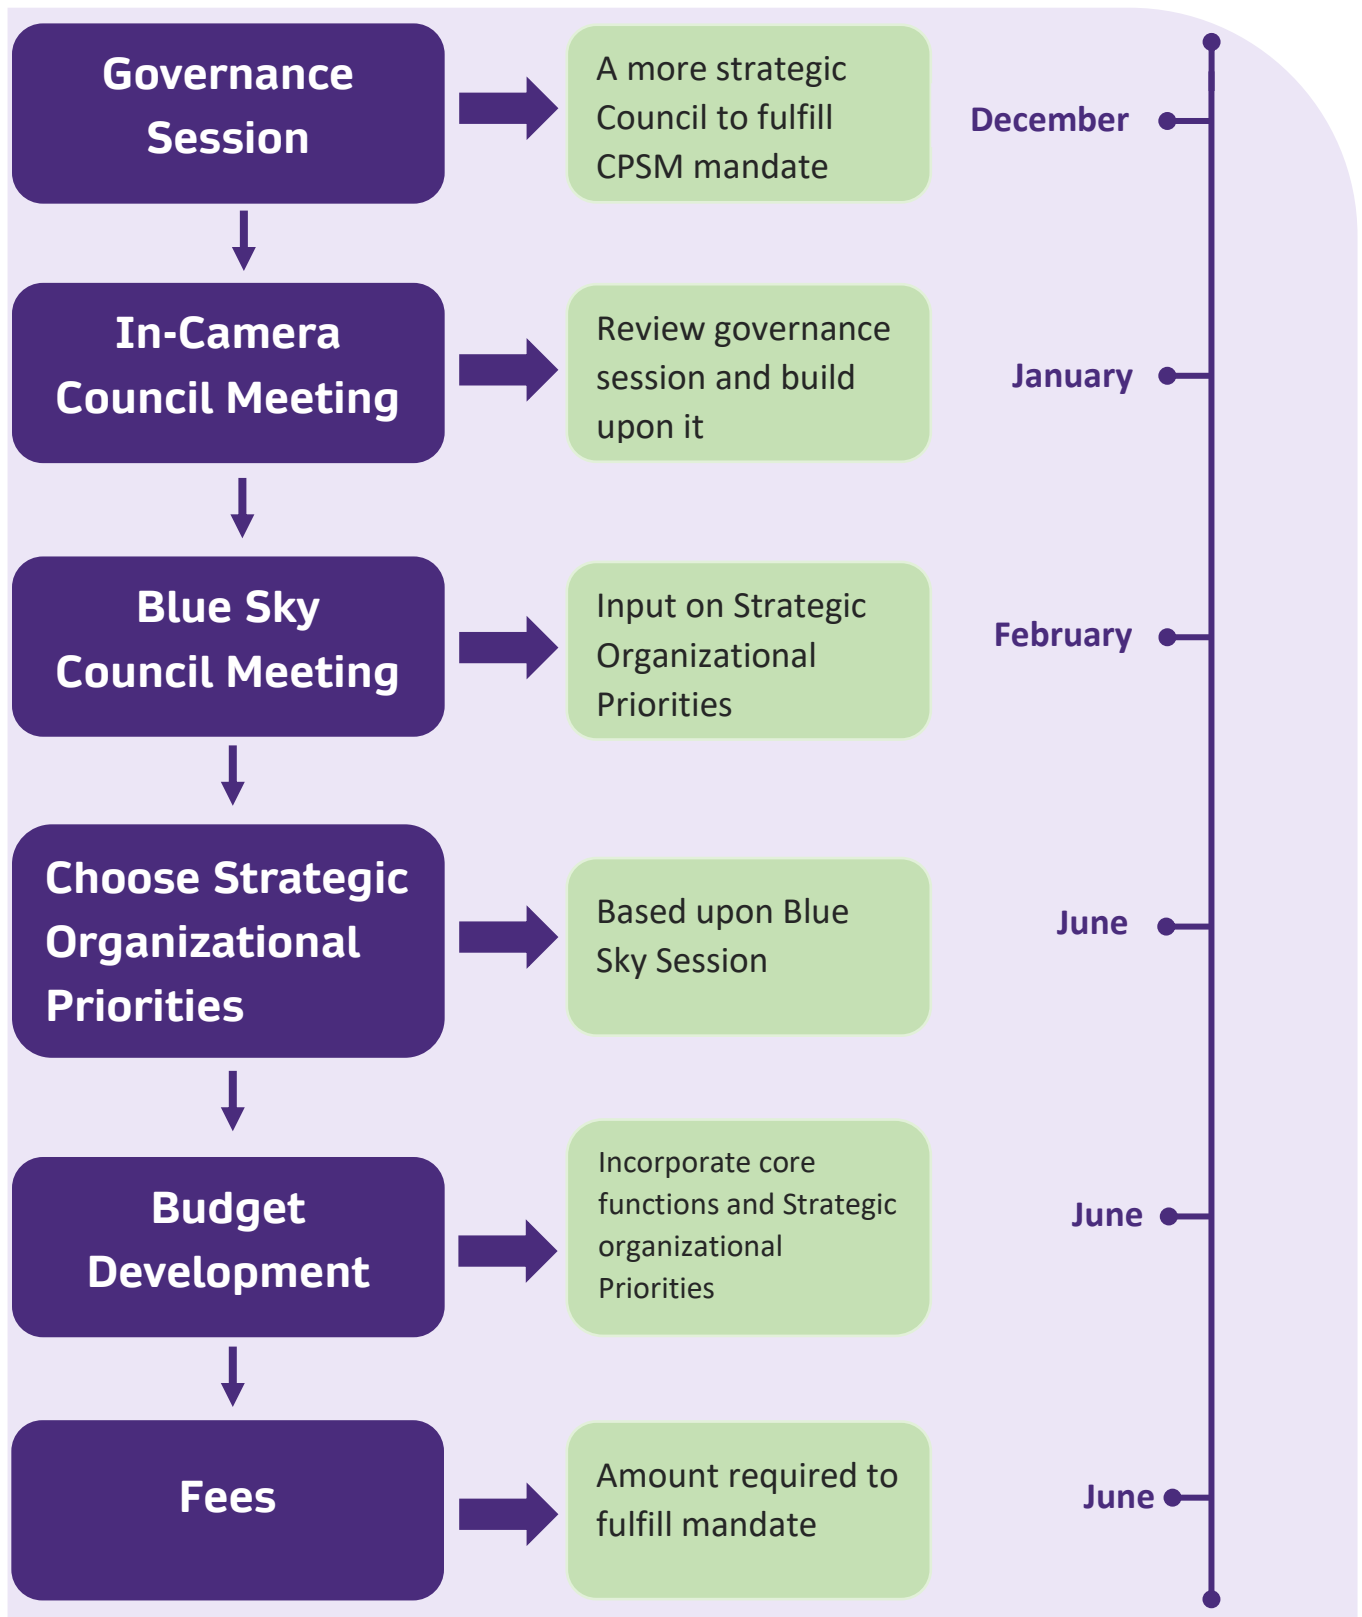 Governance
Session
A more strategic
Council to fulfill
CPSM mandate
December
In-Camera
Council Meeting
Review governance
session and build
upon it
January
Blue Sky
Council Meeting
Input on Strategic
Organizational
Priorities
February
Choose Strategic
Organizational
Priorities
Based upon Blue
Sky Session
June
Budget
Development
Incorporate core
functions and Strategic
organizational
Priorities
June
Fees
Amount required to
fulfill mandate
June